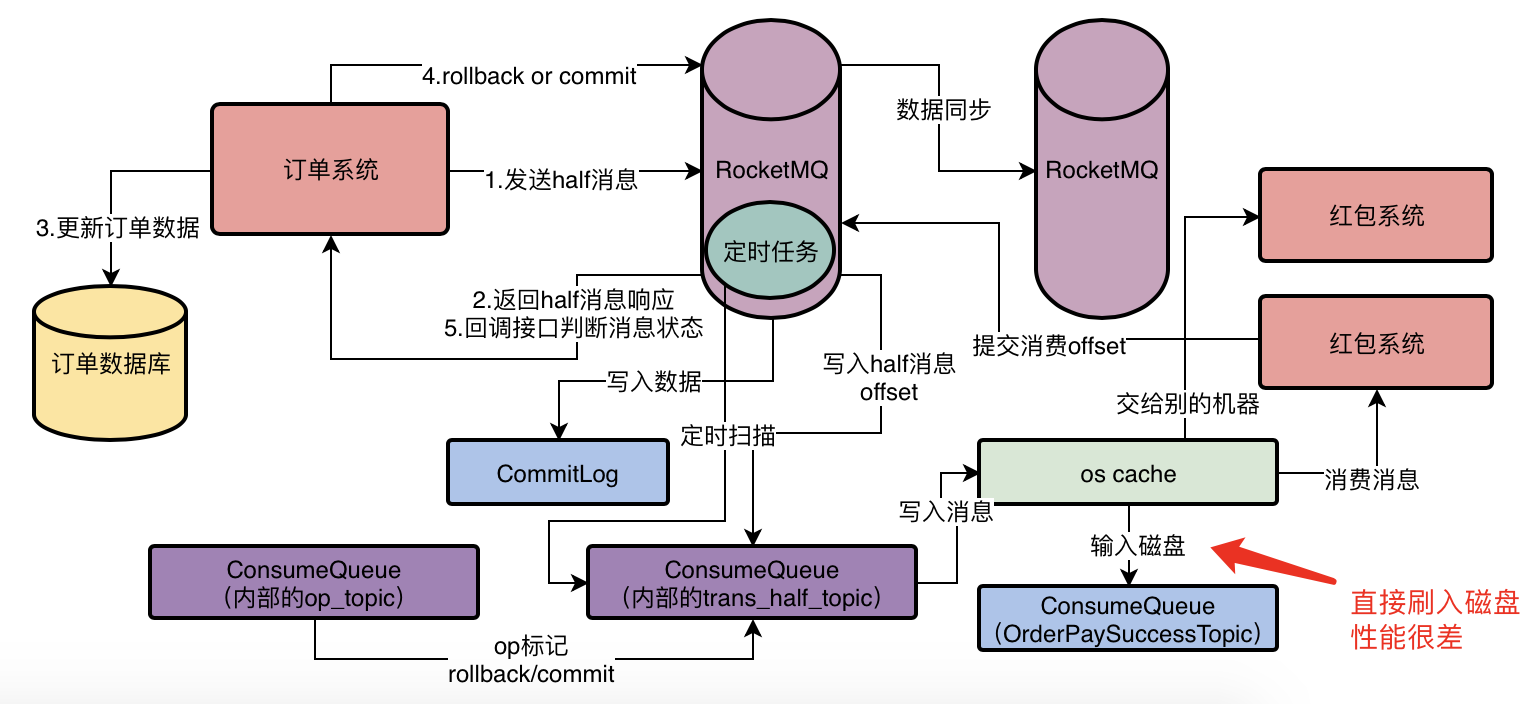 4.rollback or commit
数据同步
订单系统
1.发送half消息
RocketMQ
RocketMQ
红包系统
3.更新订单数据
定时任务
2.返回half消息响应
5.回调接口判断消息状态
订单数据库
写入half消息
offset
提交消费offset
红包系统
写入数据
交给别的机器
定时扫描
CommitLog
os cache
消费消息
写入消息
输入磁盘
ConsumeQueue
（内部的op_topic）
ConsumeQueue
（内部的trans_half_topic）
ConsumeQueue
（OrderPaySuccessTopic）
直接刷入磁盘
性能很差
op标记
rollback/commit